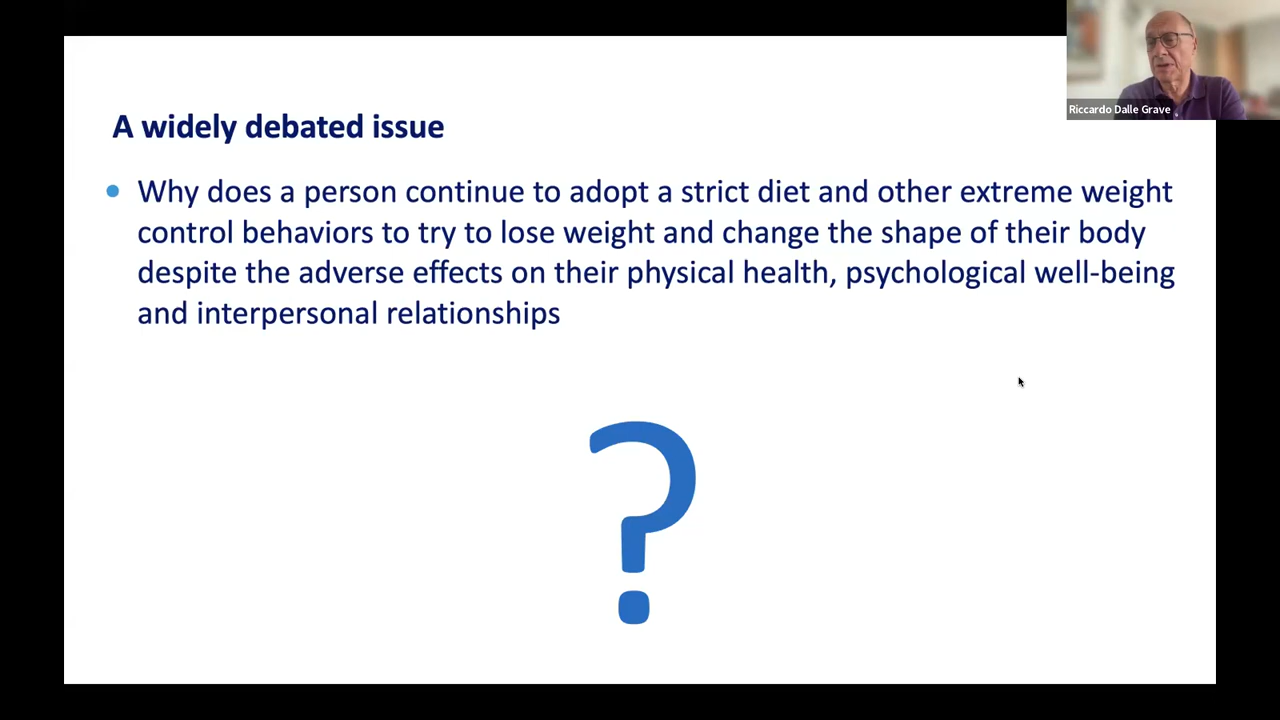 Riccardo Dalle Grave
A widely debated issue
• Why does a person continue to adopt a strict diet and other extreme weight
control behaviors to try to lose weight and change the shape of their body
despite the adverse effects on their physical health, psychological well-being
and interpersonal relationships
?